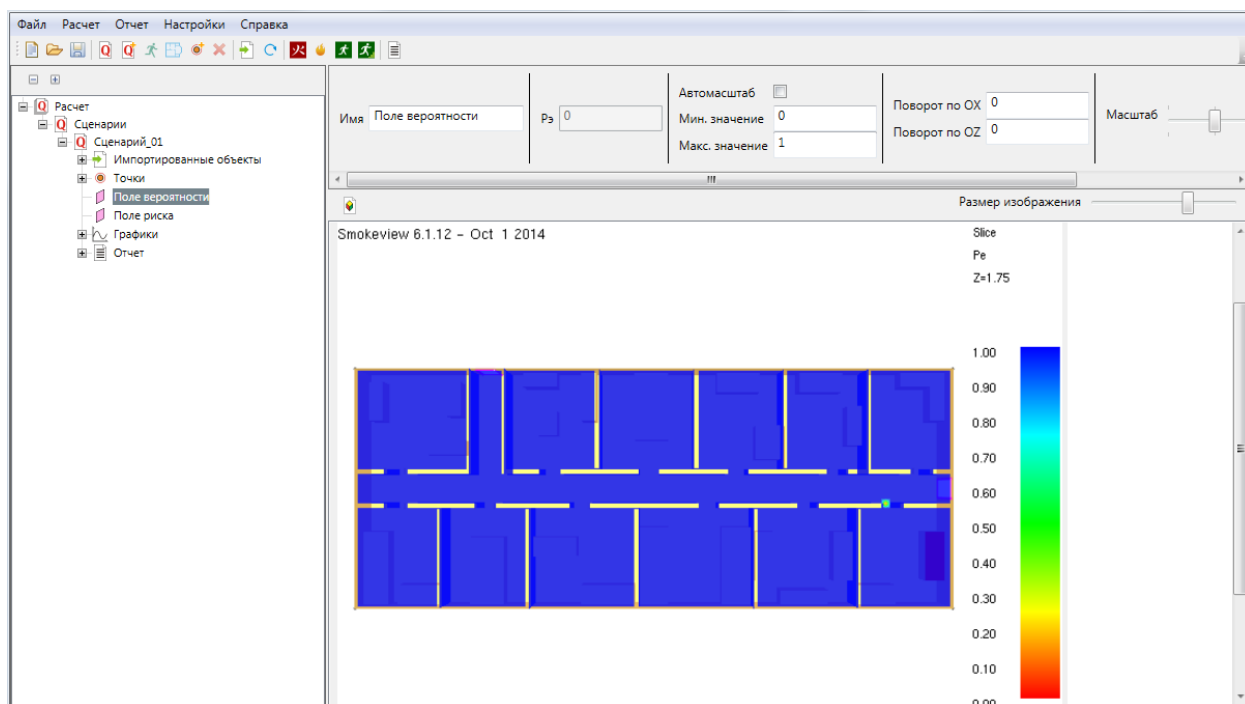 Файл Расчет Отчет Настройки Справка
Расчет
Сценарии
Сценарий_01
Импортированные объекты
Точки
Поле вероятности
Поле риска
Графики
Отчет
Имя Поле вероятности
Рэ 0
Автомасштаб
Мин. значение 0
Макс. значение 1
Поворот по OX 0
Поворот по OZ 0
Масштаб
Размер изображения
Smokeview 6.1.12 - Oct 1 2014
Slice
Pe
Z=1.75
1.00
0.90
0.80
0.70
0.60
0.50
0.40
0.30
0.20
0.10
0.00